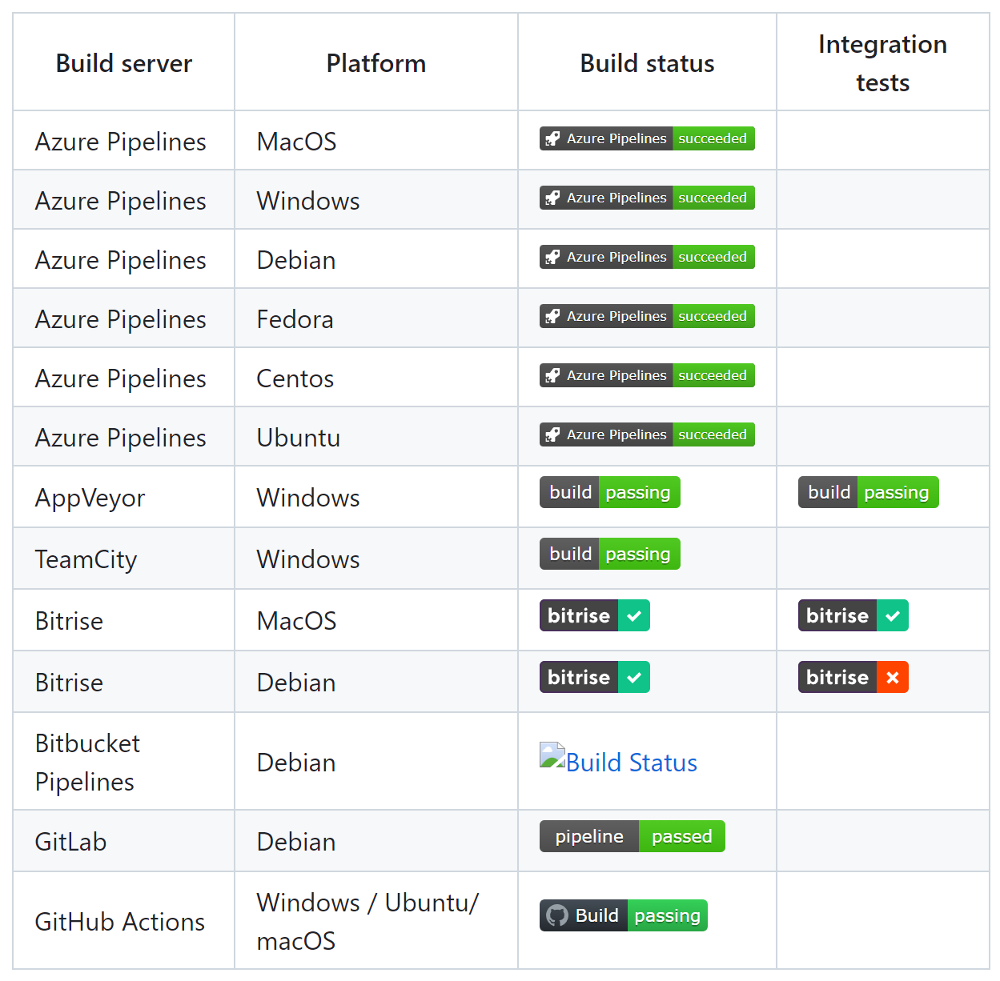 Build server Platform Build status Integration tests
Azure Pipelines MacOS Azure Pipelines succeeded
Azure Pipelines Windows Azure Pipelines succeeded
Azure Pipelines Debian Azure Pipelines succeeded
Azure Pipelines Fedora Azure Pipelines succeeded
Azure Pipelines Centos Azure Pipelines succeeded
Azure Pipelines Ubuntu Azure Pipelines succeeded
AppVeyor Windows build passing build passing
TeamCity Windows build passing
Bitrise MacOS bitrise bitrise
Bitrise Debian bitrise bitrise
Bitbucket Pipelines Debian Build Status
GitLab Debian pipeline passed
GitHub Actions Windows / Ubuntu/ macOS Build passing